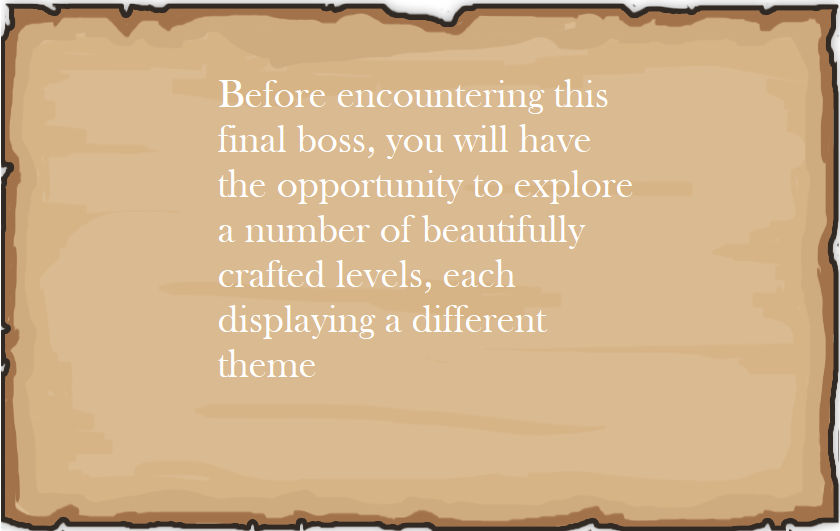 Before encountering this
final boss, you will have
the opportunity to explore
a number of beautifully
crafted levels, each
displaying a different
theme